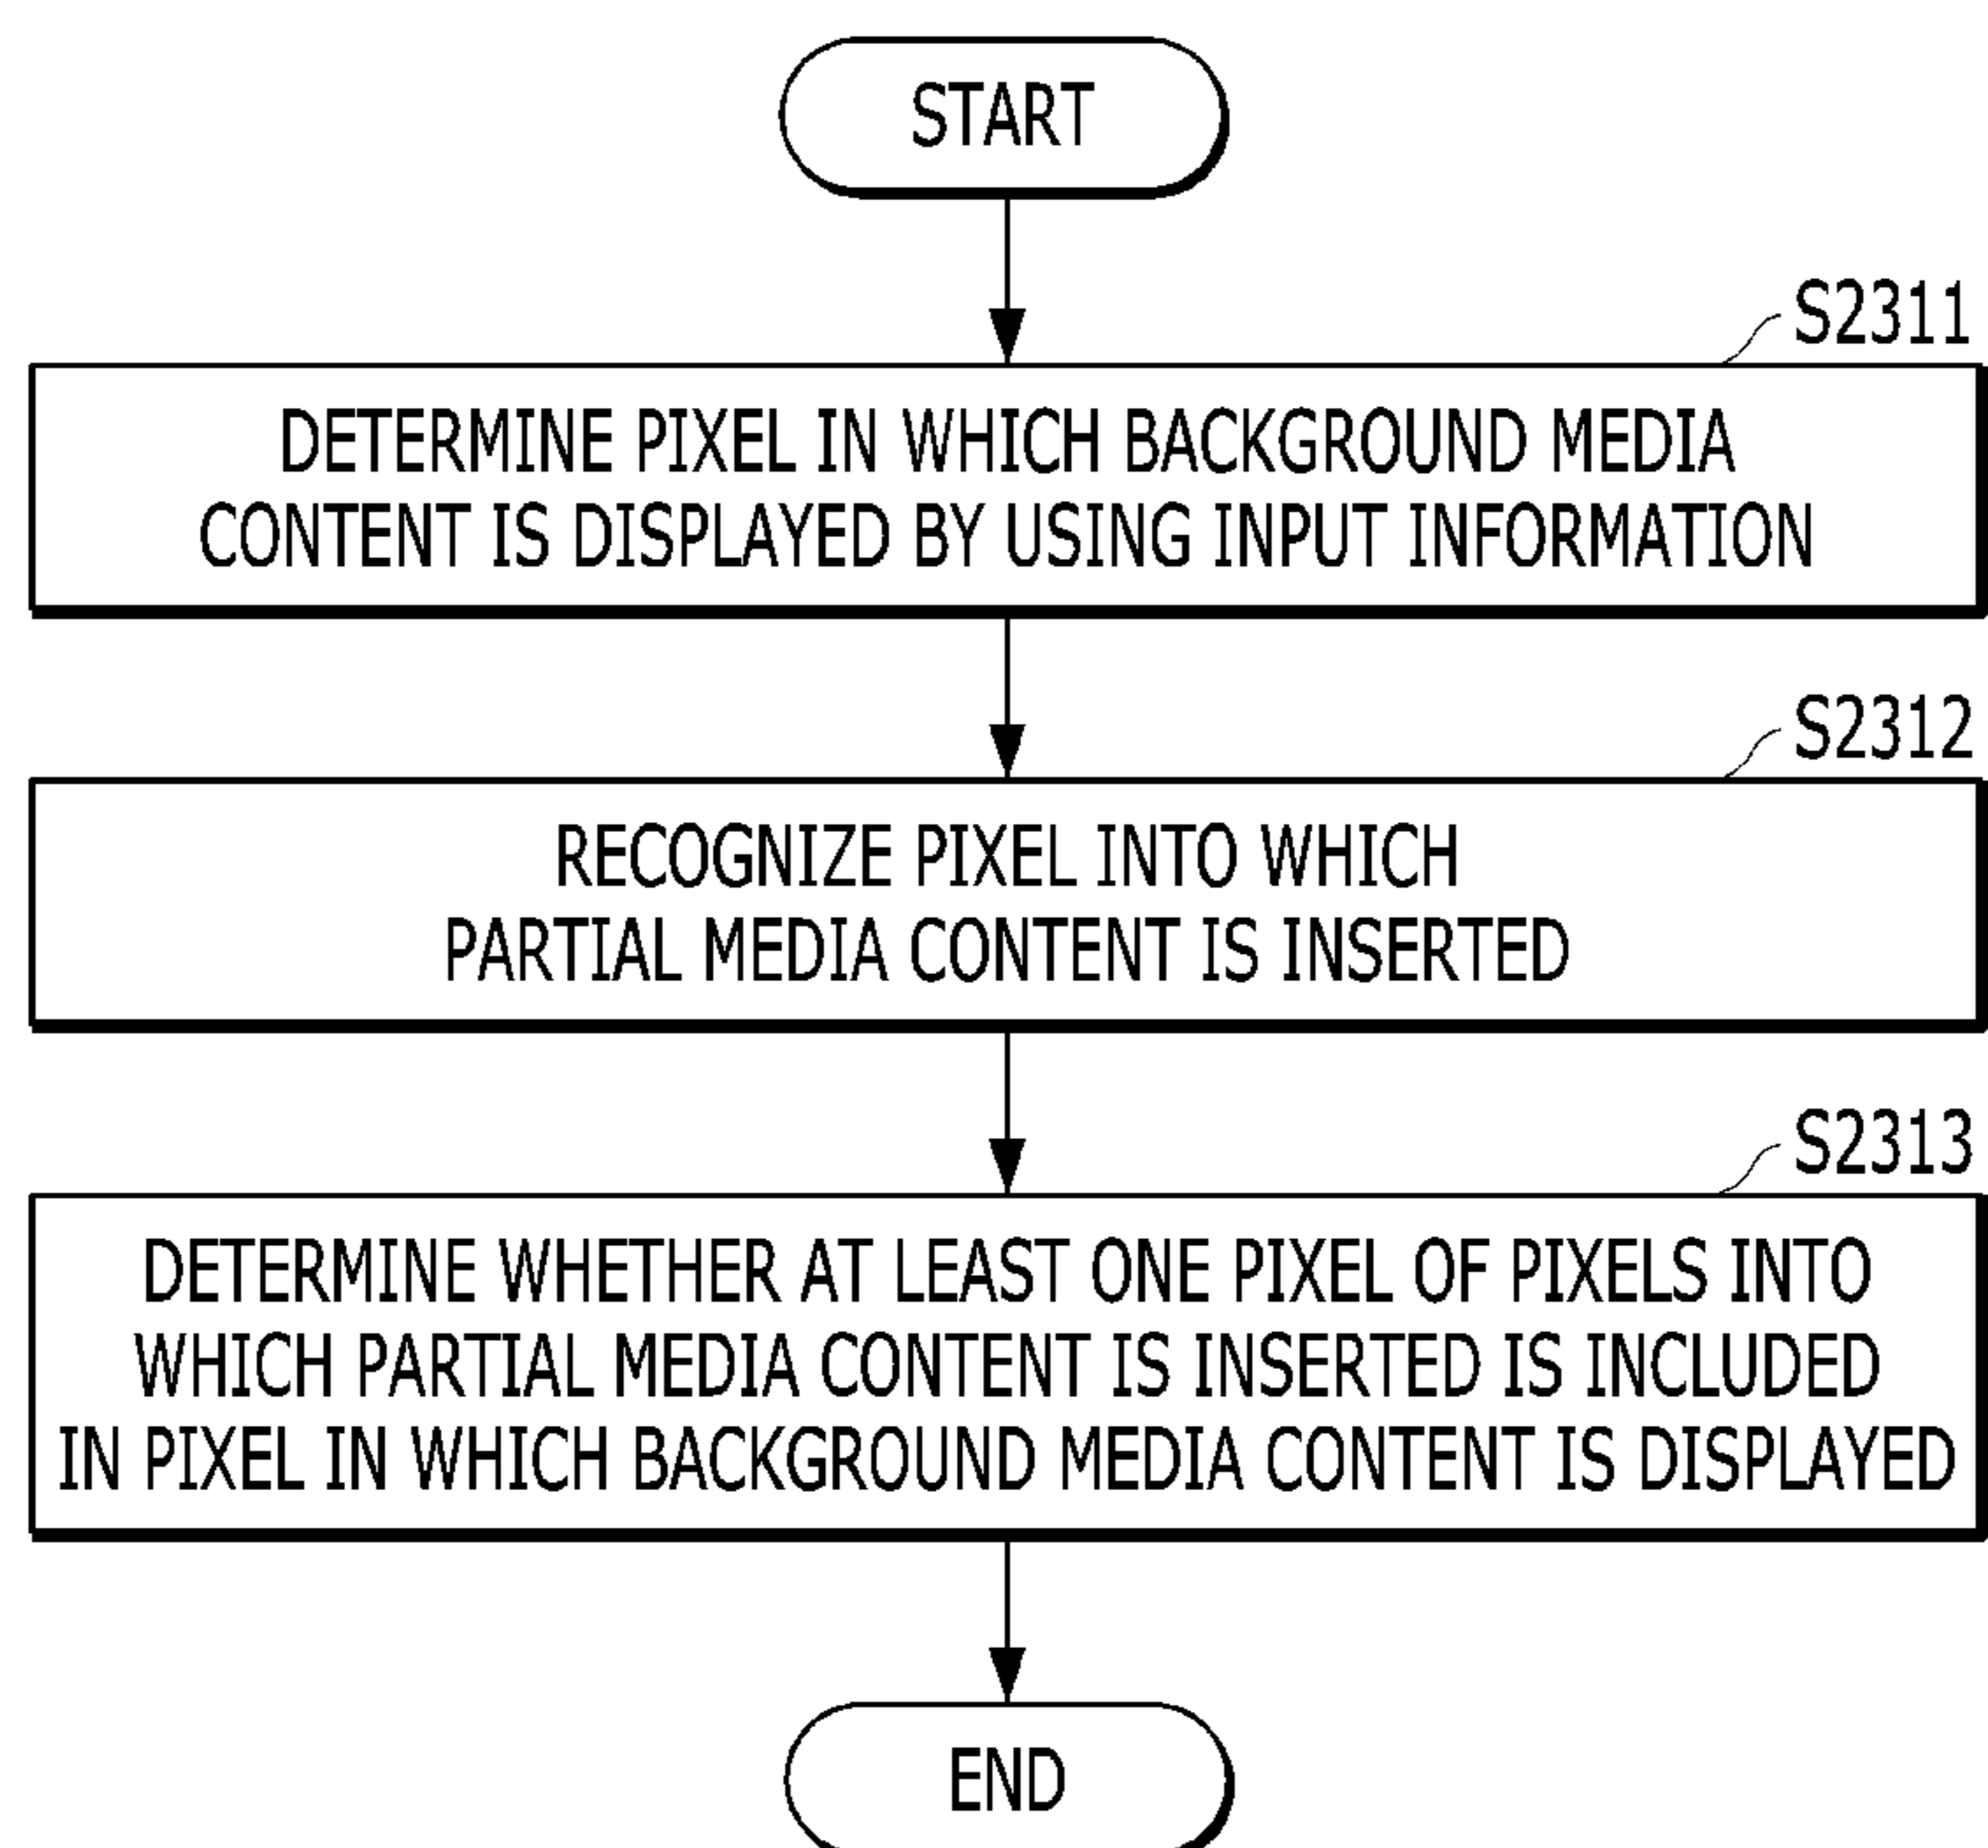 START
S2311
DETERMINE PIXEL IN WHICH BACKGROUND MEDIA
CONTENT IS DISPLAYED BY USING INPUT INFORMATION
S2312
RECOGNIZE PIXEL INTO WHICH
PARTIAL MEDIA CONTENT IS INSERTED
S2313
DETERMINE WHETHER AT LEAST ONE PIXEL OF PIXELS INTO
WHICH PARTIAL MEDIA CONTENT IS INSERTED IS INCLUDED
IN PIXEL IN WHICH BACKGROUND MEDIA CONTENT IS DISPLAYED
END